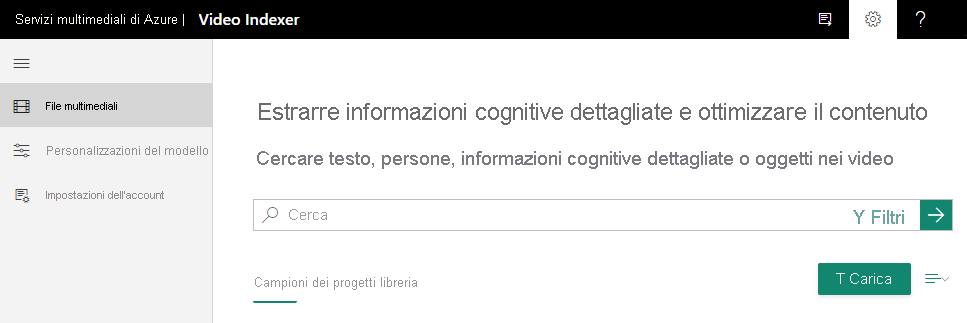 Servizi multimediali di Azure | Video Indexer ?
File multimediali
Personalizzazioni del modello
Impostazioni dell'account
Estrarre informazioni cognitive dettagliate e ottimizzare il contenuto
Cercare testo, persone, informazioni cognitive dettagliate o oggetti nei video
Cerca Y Filtri
Campioni dei progetti libreria T Carica